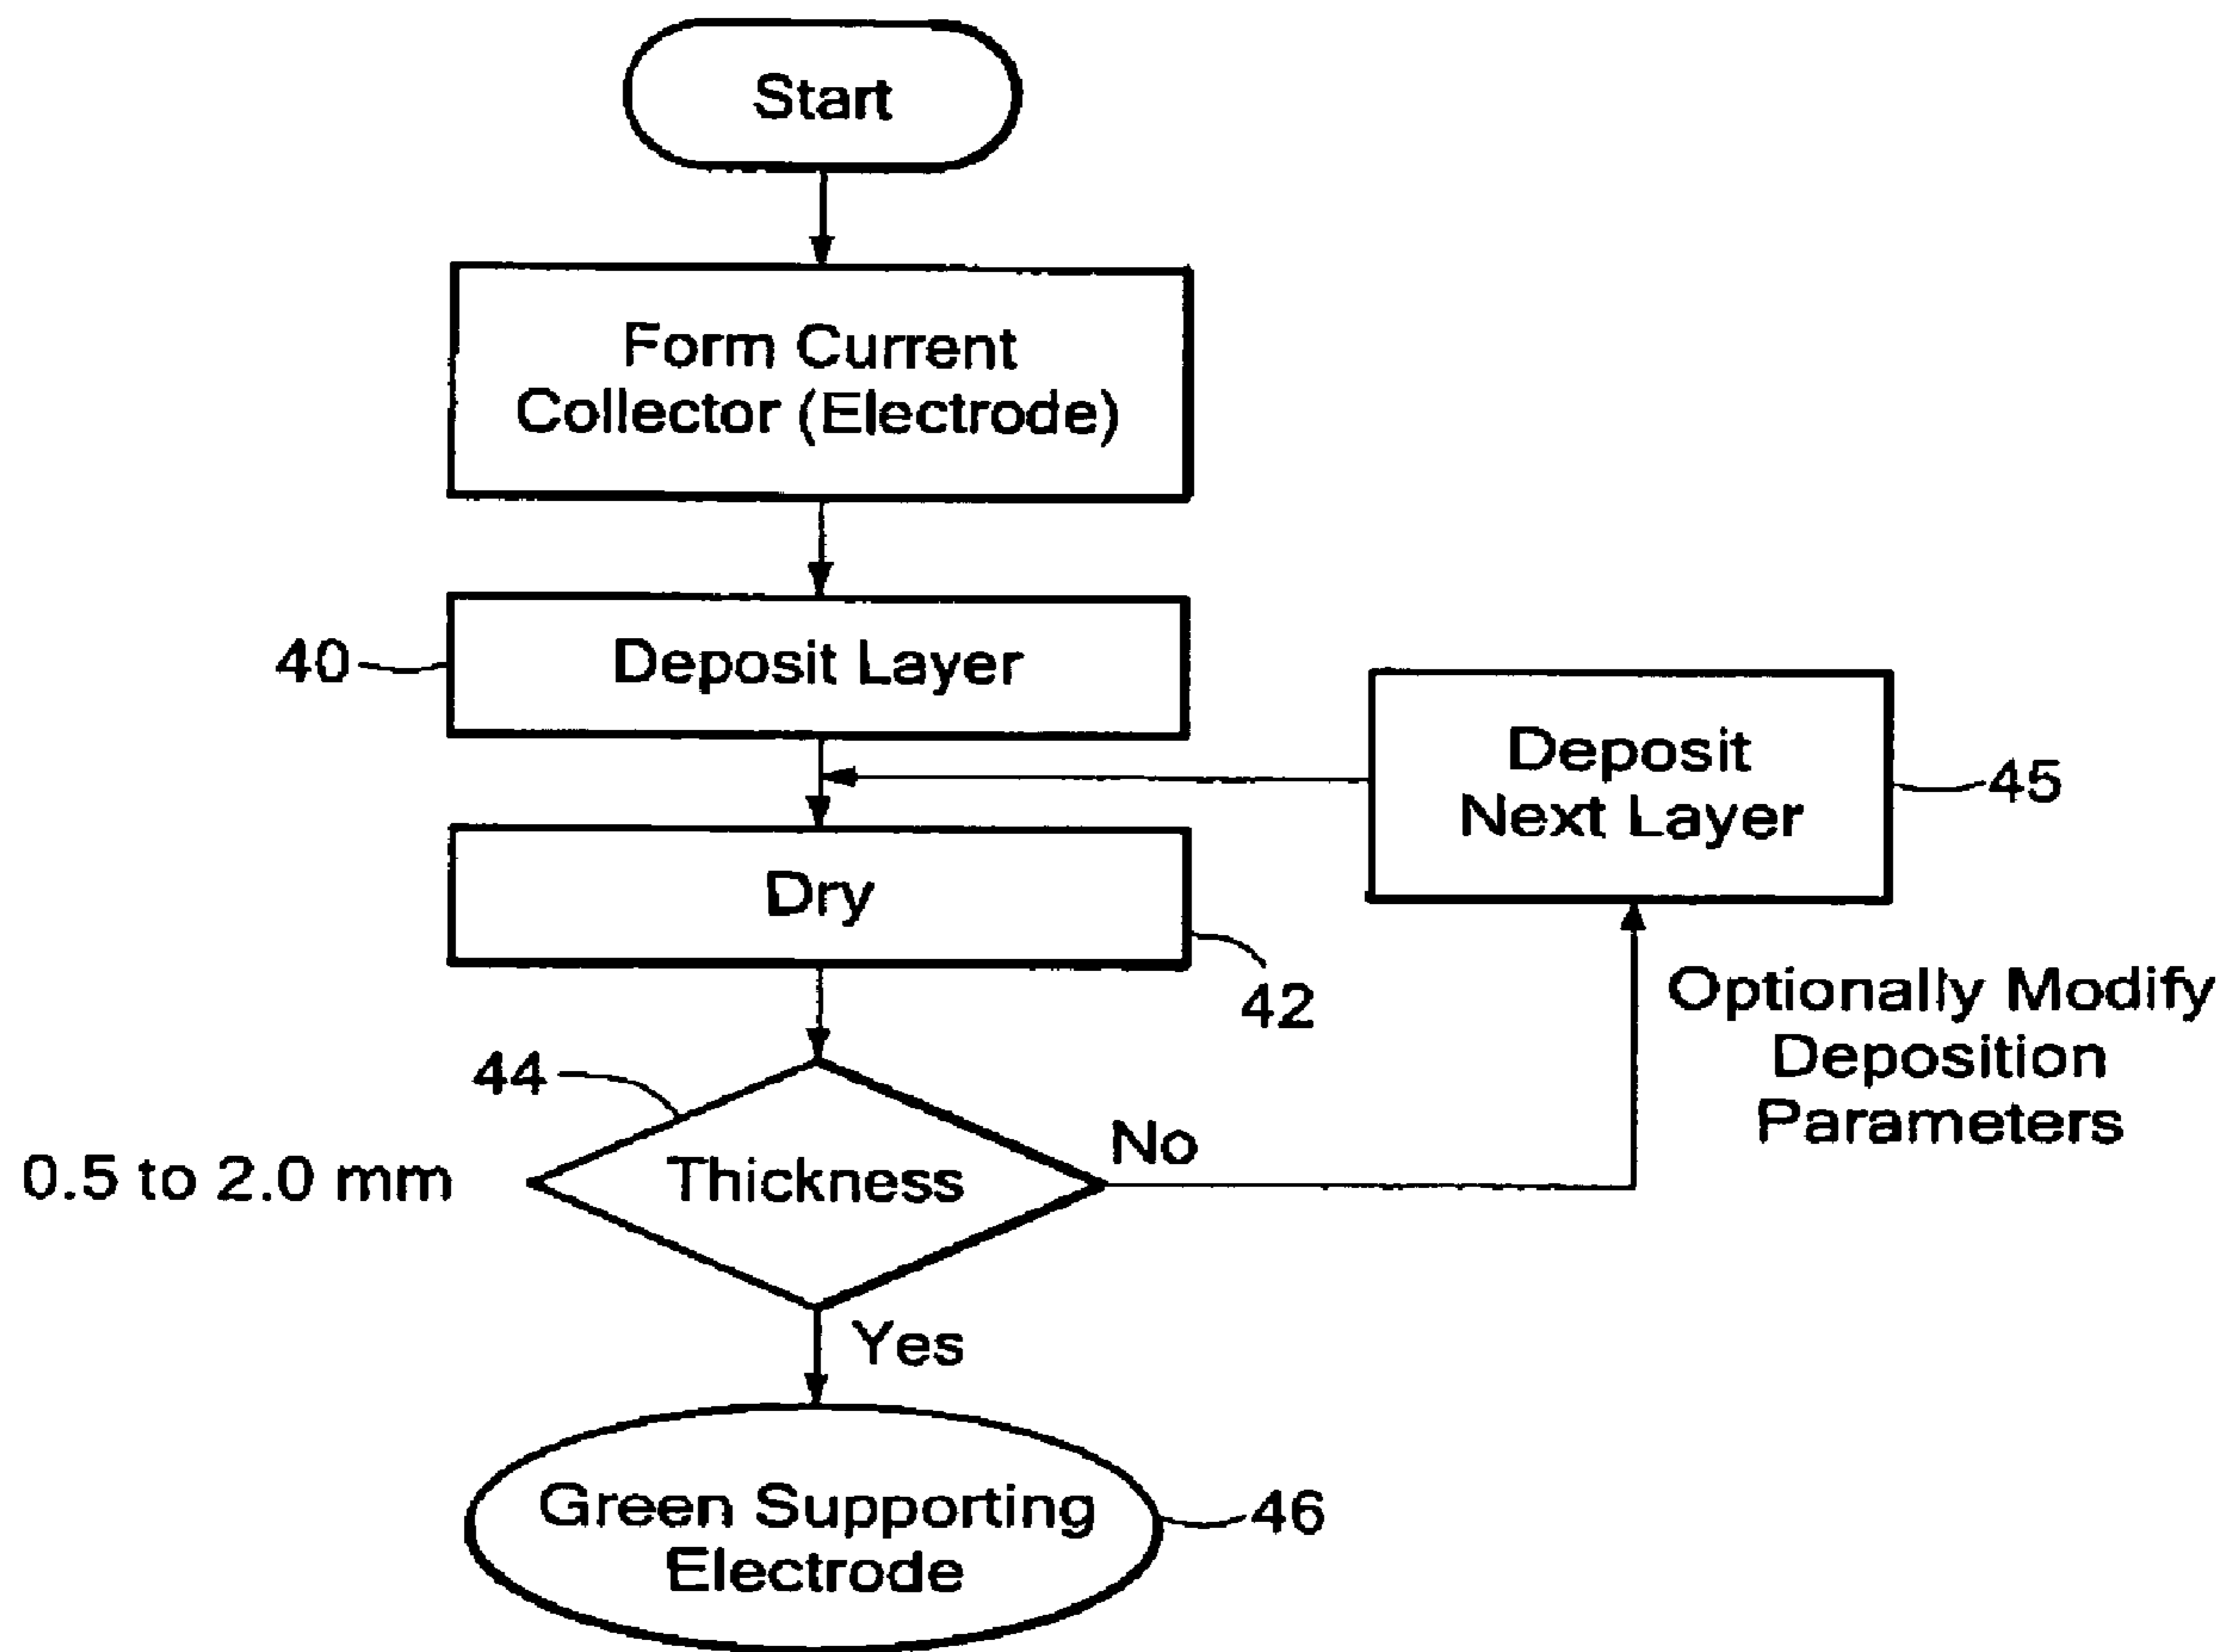 Start
Form Current
Collector (Electrode)
40
Deposit Layer
Deposit
Next Layer
45
Dry
42
Optionally Modify
Deposition
Parameters
44
0.5 to 2.0 mm
Thickness
No
Yes
Green Supporting
Electrode
46